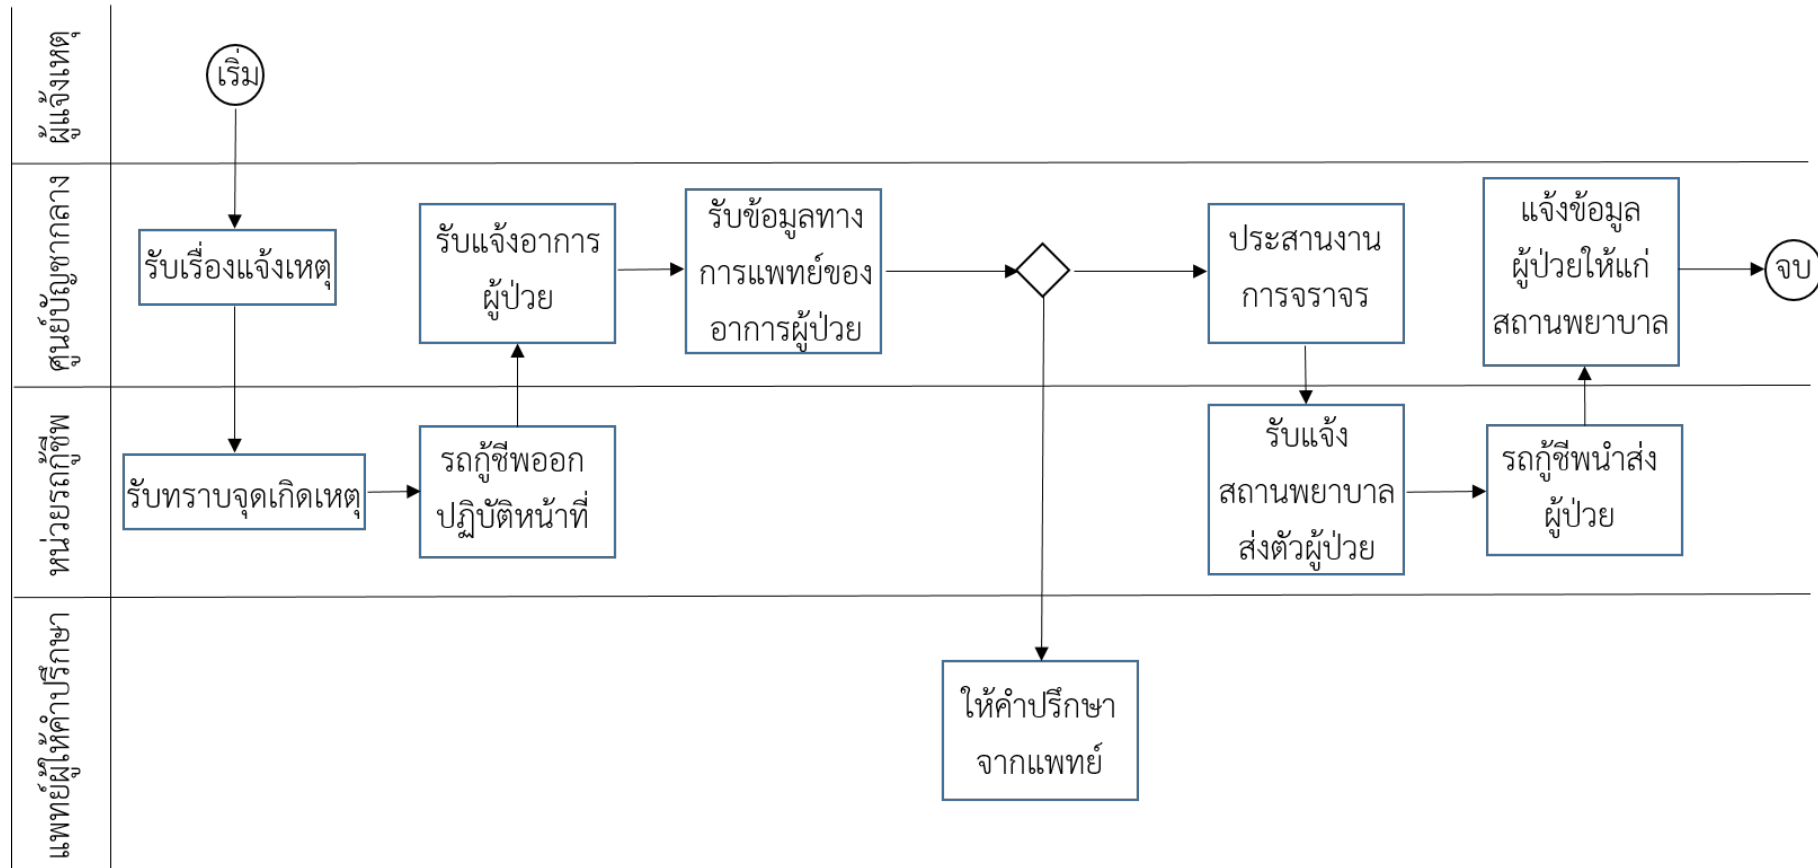 ผู้แจ้งเหตุ
เริ่ม
ศูนย์บัญชากลาง
รับเรื่องแจ้งเหตุ
รับแจ้งอาการ
ผู้ป่วย
รับข้อมูลทาง
การแพทย์ของ
อาการผู้ป่วย
ประสานงาน
การจราจร
แจ้งข้อมูล
ผู้ป่วยให้แก่
สถานพยาบาล
จบ
หน่วยรถกู้ชีพ
รับทราบจุดเกิดเหตุ
รถกู้ชีพออก
ปฏิบัติหน้าที่
รับแจ้ง
สถานพยาบาล
ส่งตัวผู้ป่วย
รถกู้ชีพนำส่ง
ผู้ป่วย
แพทย์ผู้ให้คำปรึกษา
ให้คำปรึกษา
จากแพทย์